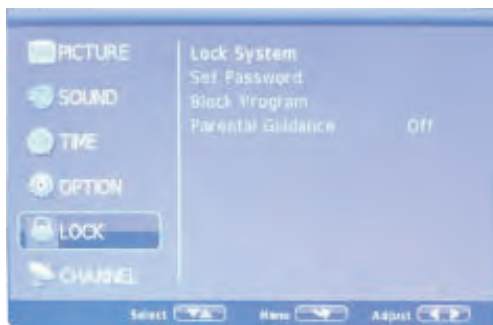 PICTURE
SOUND
TIME
OPTION
LOCK
CHANNEL
Lock System
Set Password
Block Program
Parental Guidance Off
Select Menu Adjust